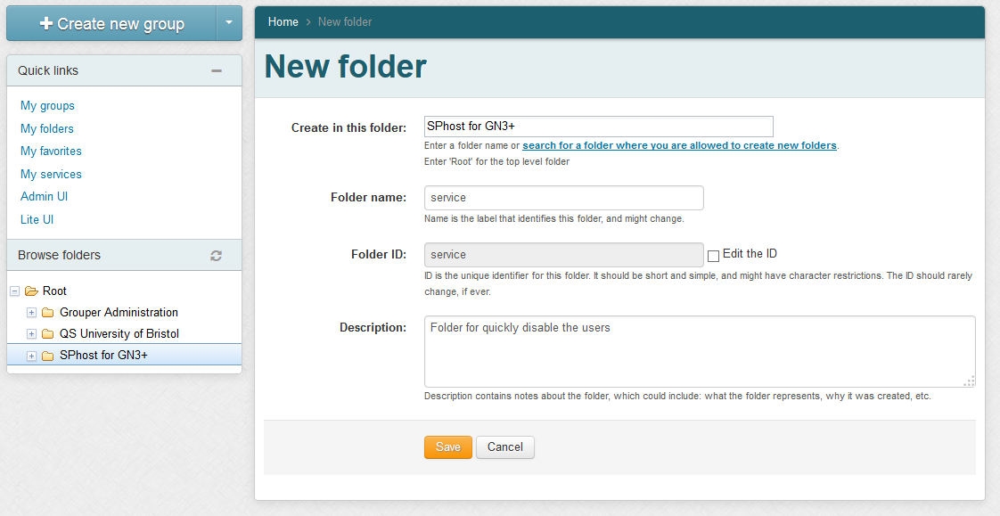 Create new group
Quick links
My groups
My folders
My favorites
My services
Admin UI
Lite UI
Browse folders
Root
Grouper Administration
QS University of Bristol
SPhost for GN3+
Home > New folder
New folder
Create in this folder: SPhost for GN3+
Enter a folder name or search for a folder where you are allowed to create new folders.
Enter 'Root' for the top level folder
Folder name: service
Name is the label that identifies this folder, and might change.
Folder ID: service Edit the ID
ID is the unique identifier for this folder. It should be short and simple, and might have character restrictions. The ID should rarely
change, if ever.
Description: Folder for quickly disable the users
Description contains notes about the folder, which could include: what the folder represents, why it was created, etc.
Save Cancel